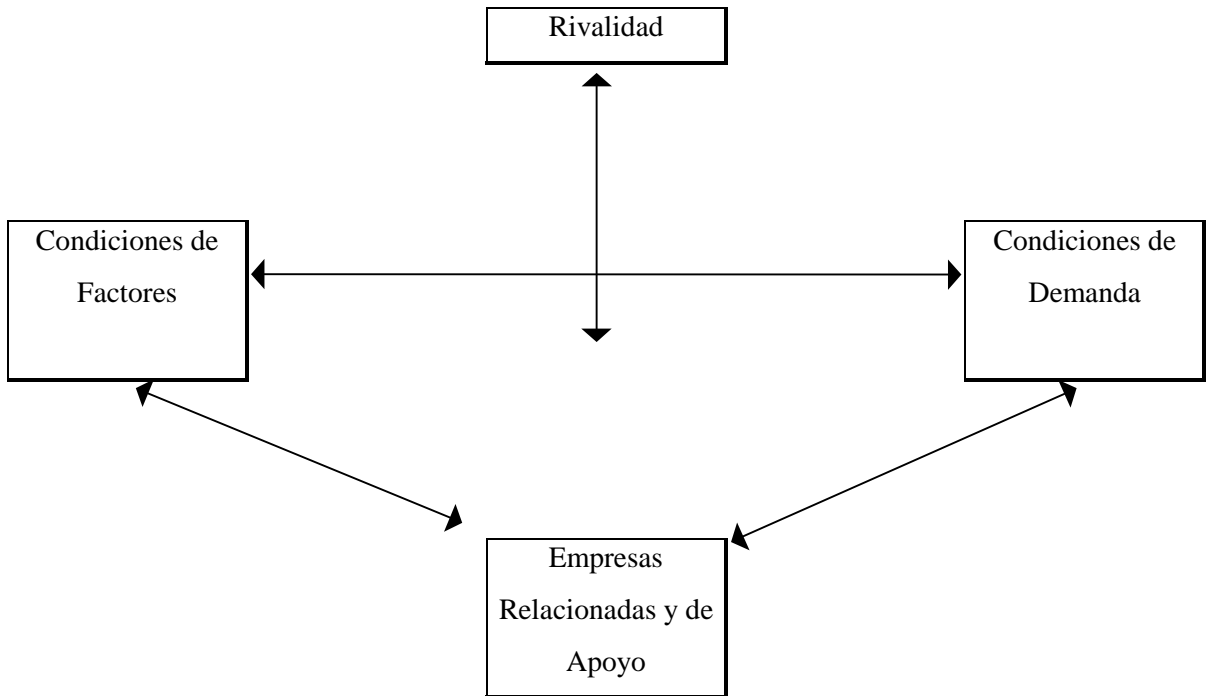 Rivalidad
Condiciones de
Factores
Condiciones de
Demanda
Empresas
Relacionadas y de
Apoyo